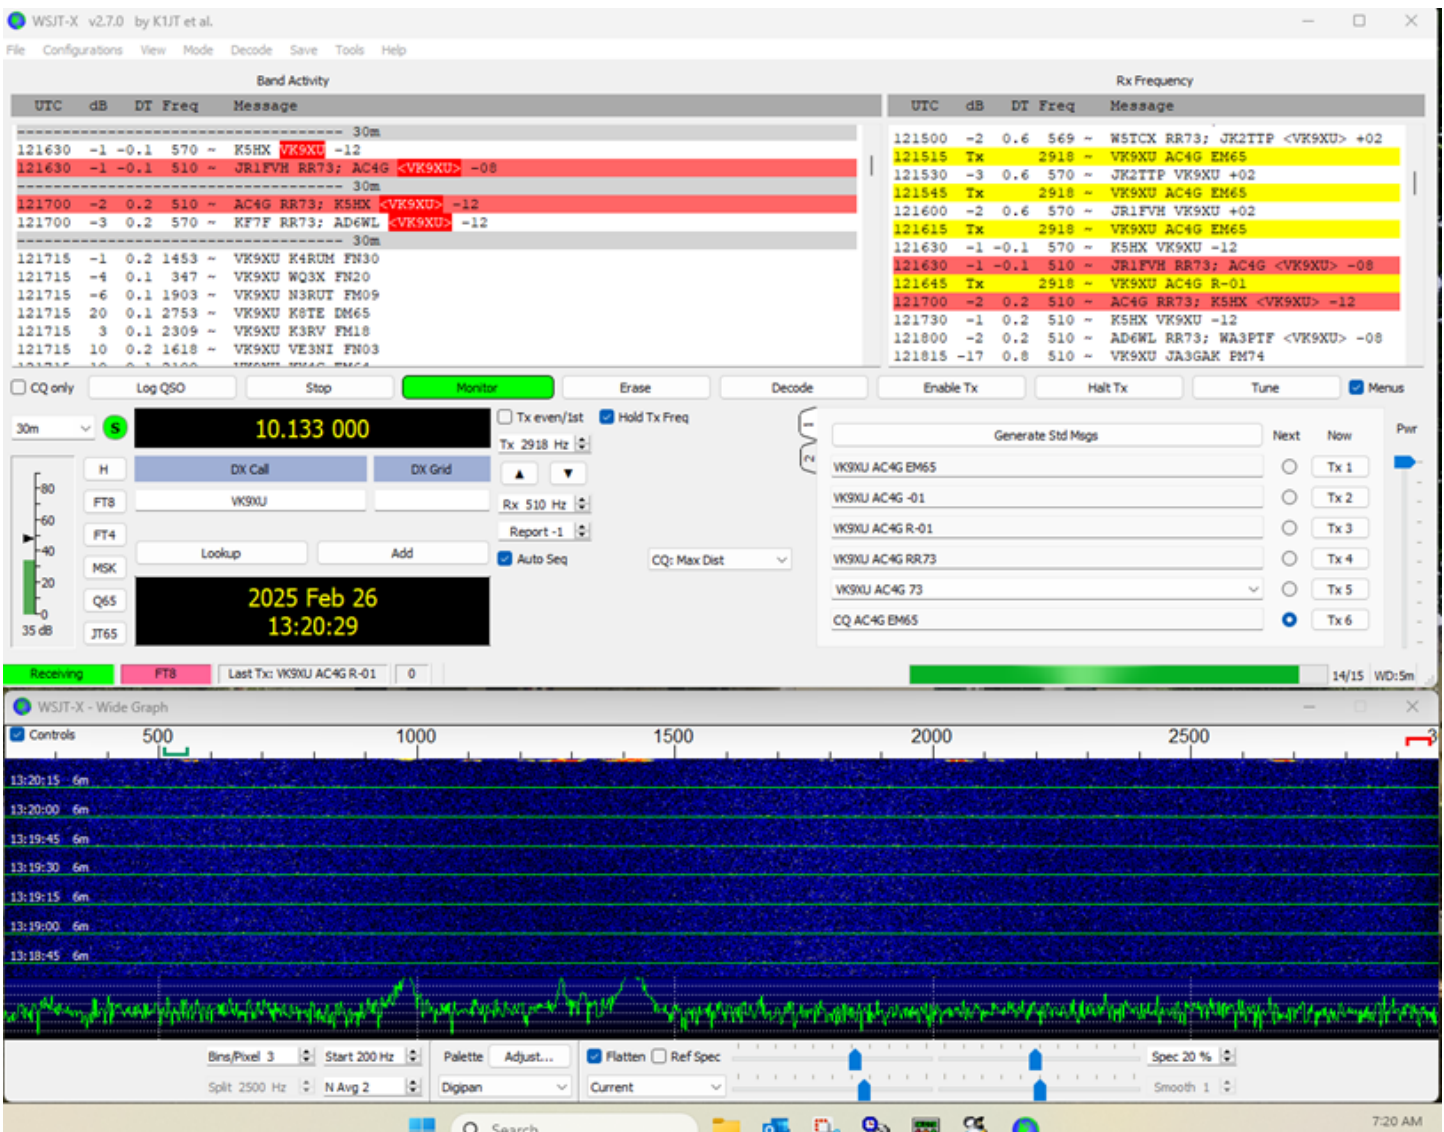 WSJT-X v2.7.0 by K1JT et al.
File Configurations View Mode Decode Save Tools Help
Band Activity
UTC dB DT Freq Message
------------------------------------ 30m
121630 -1 -0.1 570 ~ K5HX VK9XU -12
121630 -1 -0.1 510 ~ JR1FVH RR73; AC4G <VK9XU> -08
------------------------------------ 30m
121700 -2 0.2 510 ~ AC4G RR73; K5HX <VK9XU> -12
121700 -3 0.2 570 ~ KF7F RR73; AD6WL <VK9XU> -12
------------------------------------ 30m
121715 -1 0.2 1453 ~ VK9XU K4RUM FN30
121715 -4 0.1 347 ~ VK9XU WQ3X FN20
121715 -6 0.1 1903 ~ VK9XU N3RUT FM09
121715 20 0.1 2753 ~ VK9XU K8TE DM65
121715 3 0.1 2309 ~ VK9XU K3RV FM18
121715 10 0.2 1618 ~ VK9XU VE3NI FN03
Rx Frequency
UTC dB DT Freq Message
121500 -2 0.6 569 ~ W5TCX RR73; JK2TTP <VK9XU> +02
121515 Tx 2918 ~ VK9XU AC4G EM65
121530 -3 0.6 570 ~ JK2TTP VK9XU +02
121545 Tx 2918 ~ VK9XU AC4G EM65
121600 -2 0.6 570 ~ JR1FVH VK9XU +02
121615 Tx 2918 ~ VK9XU AC4G EM65
121630 -1 -0.1 570 ~ K5HX VK9XU -12
121630 -1 -0.1 510 ~ JR1FVH RR73; AC4G <VK9XU> -08
121645 Tx 2918 ~ VK9XU AC4G R-01
121700 -2 0.2 510 ~ AC4G RR73; K5HX <VK9XU> -12
121730 -1 0.2 510 ~ K5HX VK9XU -12
121800 -2 0.2 510 ~ AD6WL RR73; WA3PTF <VK9XU> -08
121815 -17 0.8 510 ~ VK9XU JA3GAK PM74
CQ only Log QSO Stop Monitor Erase Decode Enable Tx Halt Tx Tune Menus
30m S 10.133 000
Tx even/1st Hold Tx Freq
Tx 2918 Hz
H DX Call DX Grid
FT8 VK9XU
Rx 510 Hz
Report -1
FT4
Lookup Add
Auto Seq CQ: Max Dist
MSK
Q65
JT65
2025 Feb 26
13:20:29
-80
-60
-40
-20
-0
35 dB
1
2
Generate Std Msgs Next Now Pwr
VK9XU AC4G EM65 Tx 1
VK9XU AC4G -01 Tx 2
VK9XU AC4G R-01 Tx 3
VK9XU AC4G RR73 Tx 4
VK9XU AC4G 73 Tx 5
CQ AC4G EM65 Tx 6
Receiving FT8 Last Tx: VK9XU AC4G R-01 0 14/15 WD:5m
WSJT-X - Wide Graph
Controls 500 1000 1500 2000 2500 3
13:20:15 6m
13:20:00 6m
13:19:45 6m
13:19:30 6m
13:19:15 6m
13:19:00 6m
13:18:45 6m
Bins/Pixel 3 Start 200 Hz Palette Adjust... Flatten Ref Spec Spec 20 %
Split 2500 Hz N Avg 2 Digipan Current Smooth 1
Search 7:20 AM